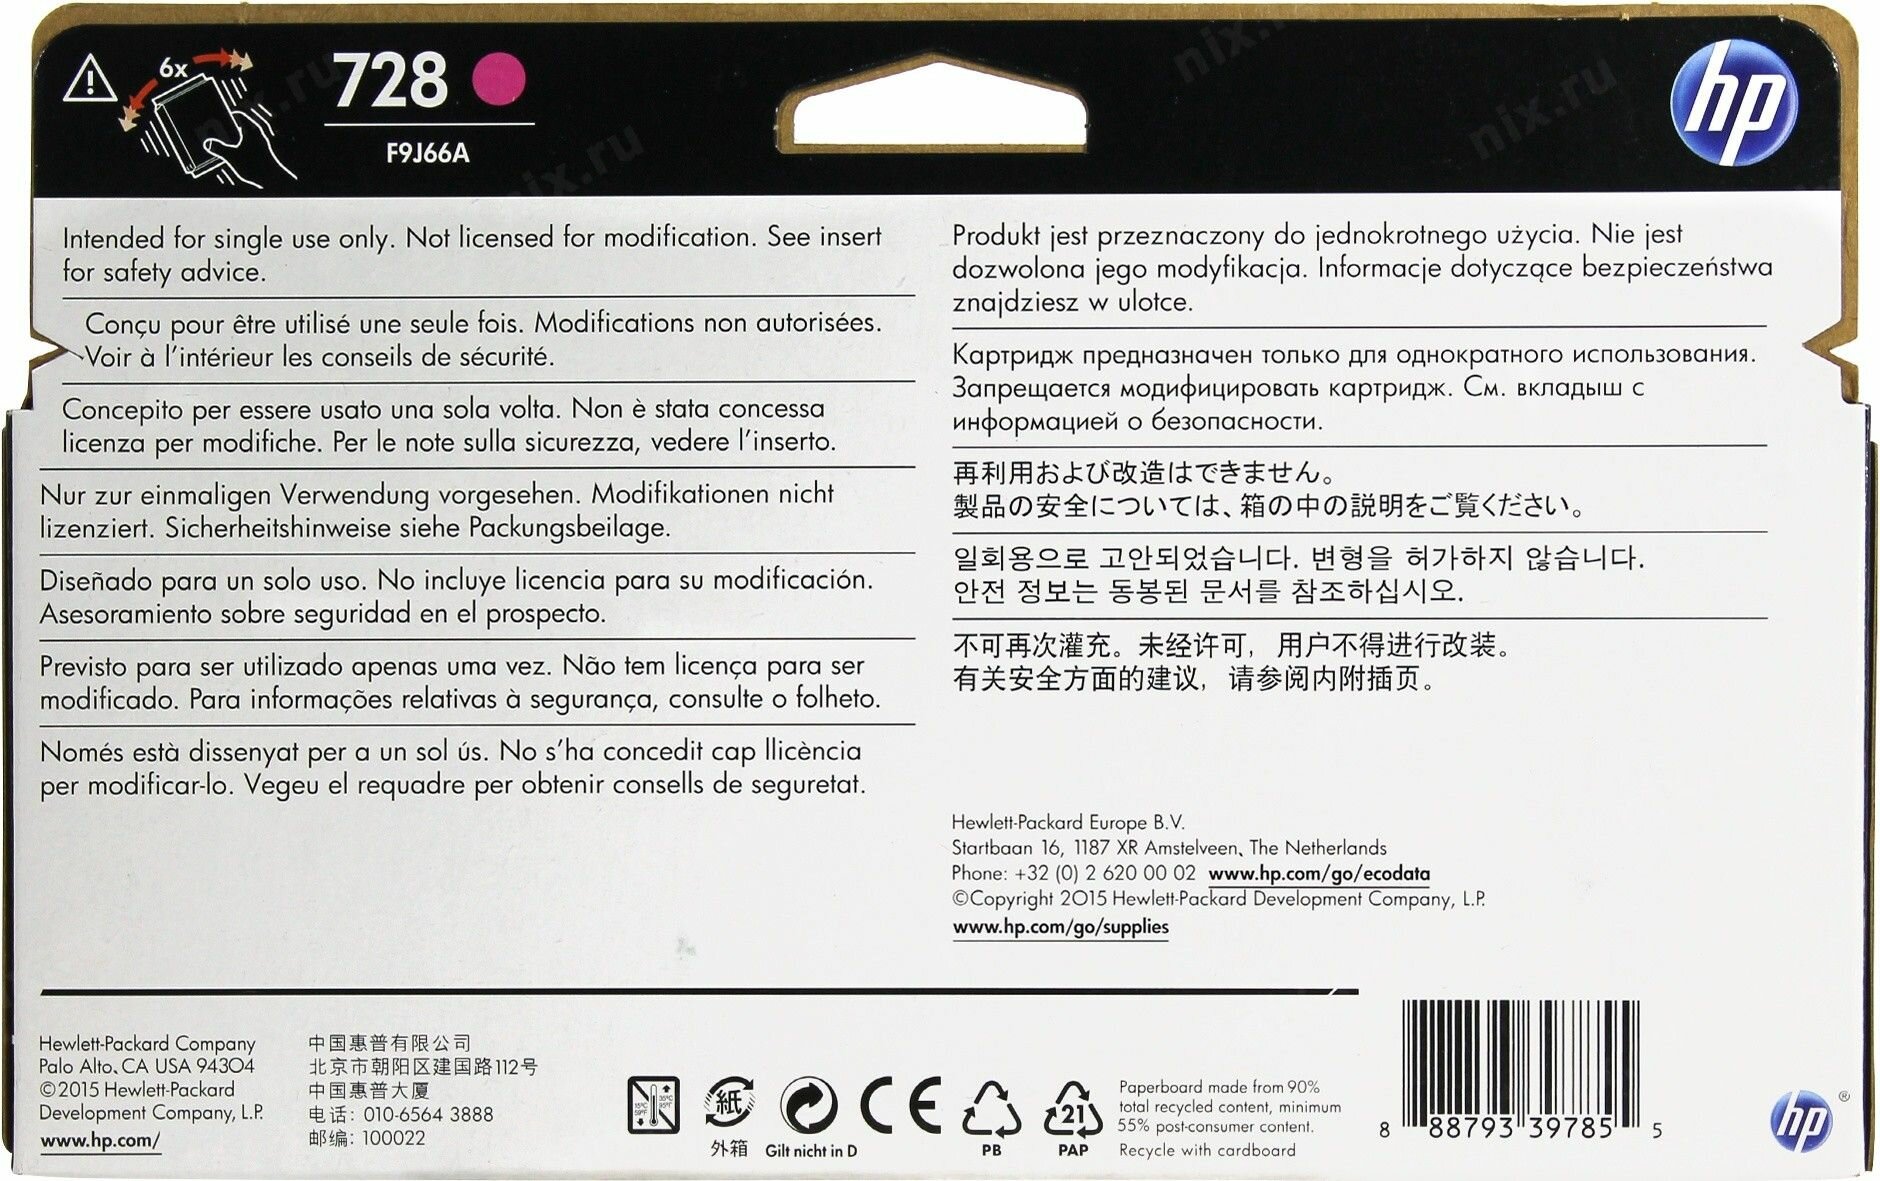 6x
728
F9J66A
hp
nix.ru
nix.ru
nix.ru
nix.ru
Intended for single use only. Not licensed for modification. See insert
for safety advice.
Conçu pour être utilisé une seule fois. Modifications non autorisées.
Voir à l'intérieur les conseils de sécurité.
Concepito per essere usato una sola volta. Non è stata concessa
licenza per modifiche. Per le note sulla sicurezza, vedere l'inserto.
Nur zur einmaligen Verwendung vorgesehen. Modifikationen nicht
lizenziert. Sicherheitshinweise siehe Packungsbeilage.
Diseñado para un solo uso. No incluye licencia para su modificación.
Asesoramiento sobre seguridad en el prospecto.
Previsto para ser utilizado apenas uma vez. Não tem licença para ser
modificado. Para informações relativas à segurança, consulte o folheto.
Només està dissenyat per a un sol ús. No s'ha concedit cap llicència
per modificar-lo. Vegeu el requadre per obtenir consells de seguretat.
Produkt jest przeznaczony do jednokrotnego użycia. Nie jest
dozwolona jego modyfikacja. Informacje dotyczące bezpieczeństwa
znajdziesz w ulotce.
Картридж предназначен только для однократного использования.
Запрещается модифицировать картридж. См. вкладыш с
информацией о безопасности.
再利用および改造はできません。
製品の安全については、箱の中の説明をご覧ください。
일회용으로 고안되었습니다. 변형을 허가하지 않습니다.
안전 정보는 동봉된 문서를 참조하십시오.
不可再次灌充。未经许可，用户不得进行改装。
有关安全方面的建议，请参阅内附插页。
Hewlett-Packard Europe B.V.
Startbaan 16, 1187 XR Amstelveen, The Netherlands
Phone: +32 (0) 2 620 00 02 www.hp.com/go/ecodata
©Copyright 2015 Hewlett-Packard Development Company, L.P.
www.hp.com/go/supplies
Hewlett-Packard Company
Palo Alto, CA USA 94304
©2015 Hewlett-Packard
Development Company, L.P.
www.hp.com/
中国惠普有限公司
北京市朝阳区建国路112号
中国惠普大厦
电话: 010-6564 3888
邮编: 100022
15°C
59°F
35°C
95°F
紙
外箱
Gilt nicht in D
CE
PB
21
PAP
Paperboard made from 90%
total recycled content, minimum
55% post-consumer content.
Recycle with cardboard
8 88793 39785 5
hp®